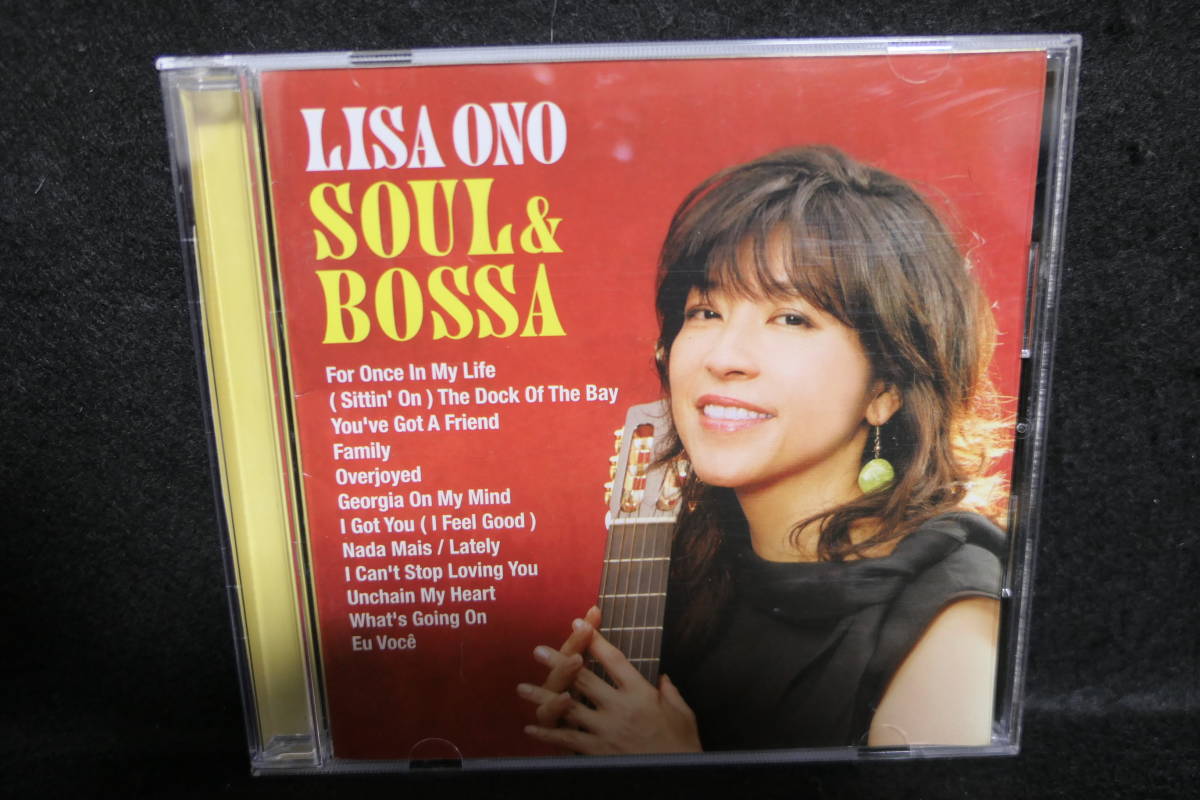 LISA ONO
SOUL &
BOSSA
For Once In My Life
( Sittin' On ) The Dock Of The Bay
You've Got A Friend
Family
Overjoyed
Georgia On My Mind
I Got You ( I Feel Good )
Nada Mais / Lately
I Can't Stop Loving You
Unchain My Heart
What's Going On
Eu Você